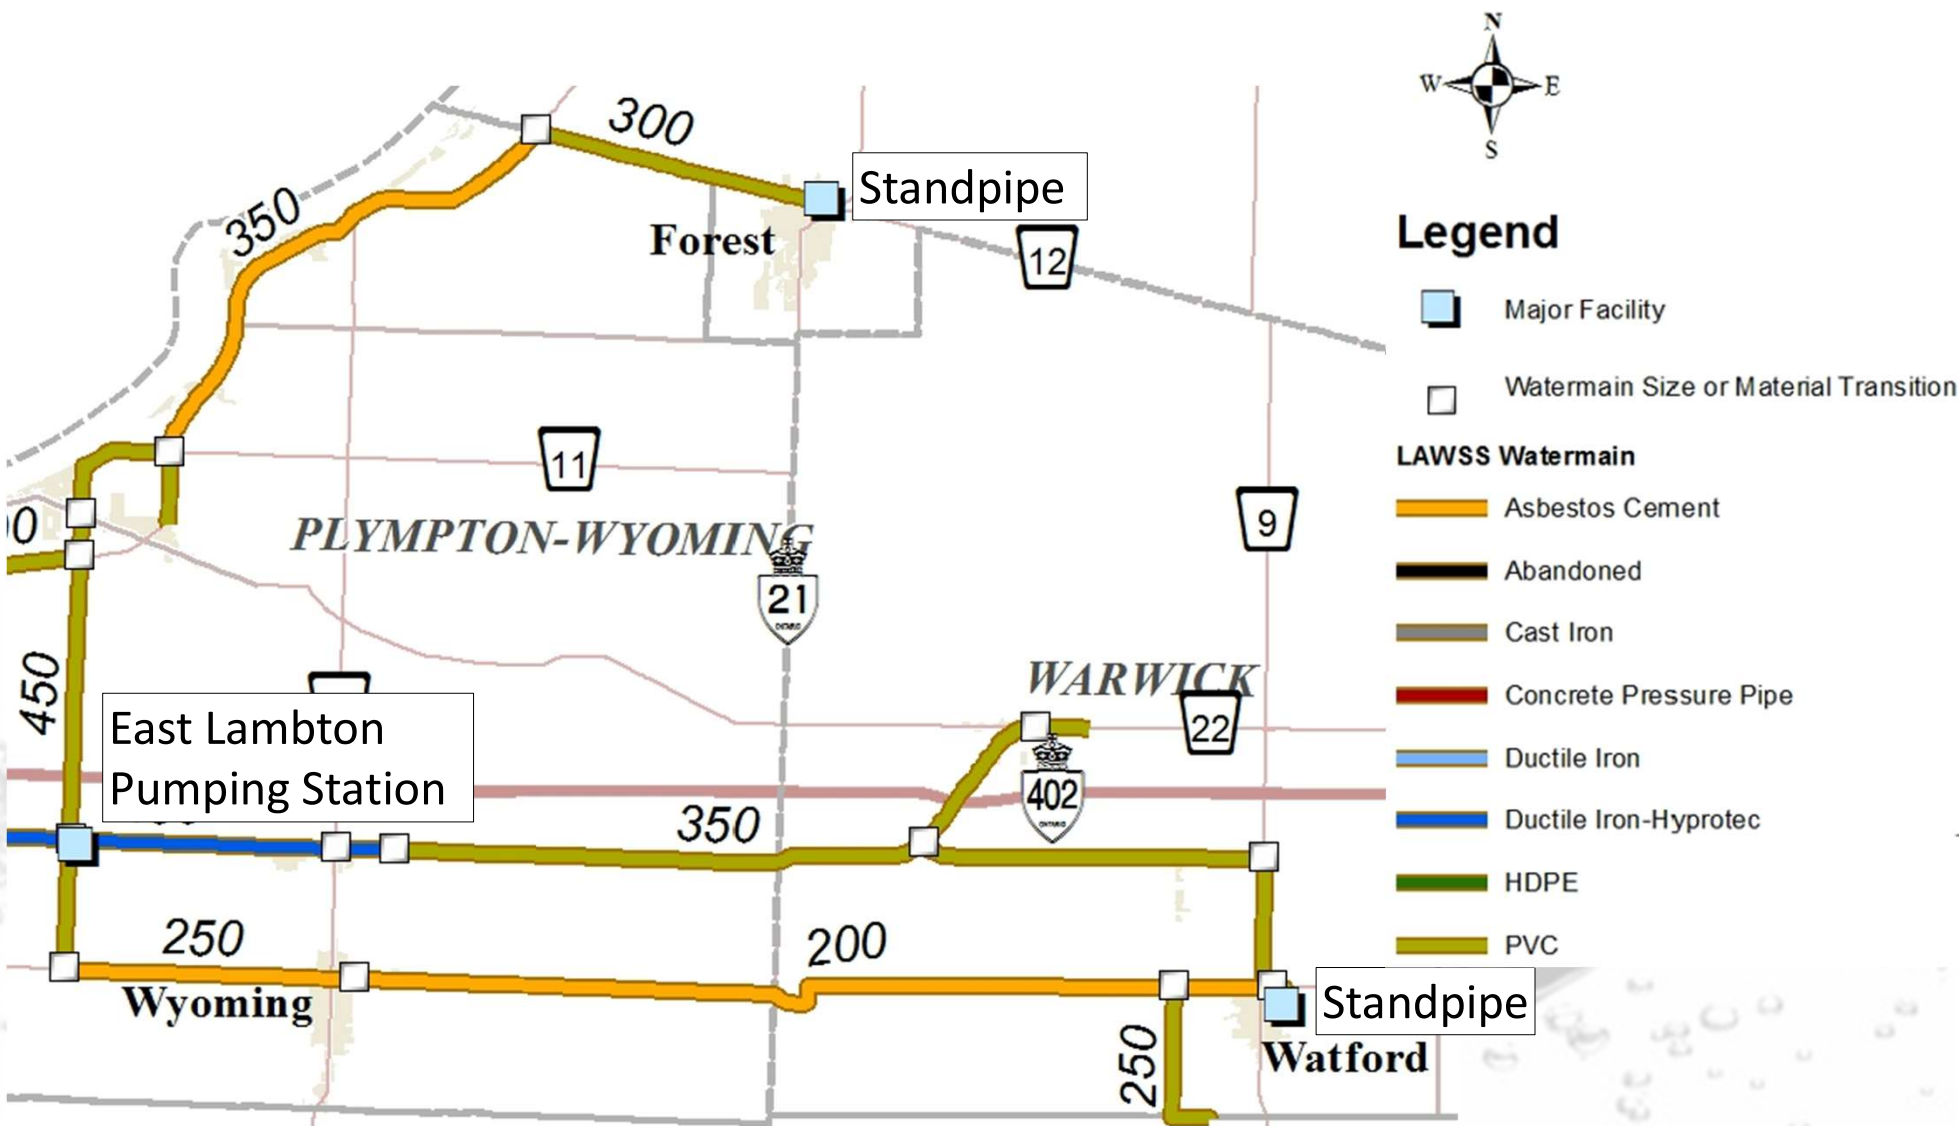 N
W
E
S
300
Standpipe
350
Forest
12
Legend
Major Facility
Watermain Size or Material Transition
LAWSS Watermain
Asbestos Cement
Abandoned
Cast Iron
Concrete Pressure Pipe
Ductile Iron
Ductile Iron-Hyprotec
HDPE
PVC
11
9
PLYMPTON-WYOMING
21
ONTARIO
450
East Lambton
Pumping Station
WARWICK
22
402
ONTARIO
350
250
200
Wyoming
250
Standpipe
Watford